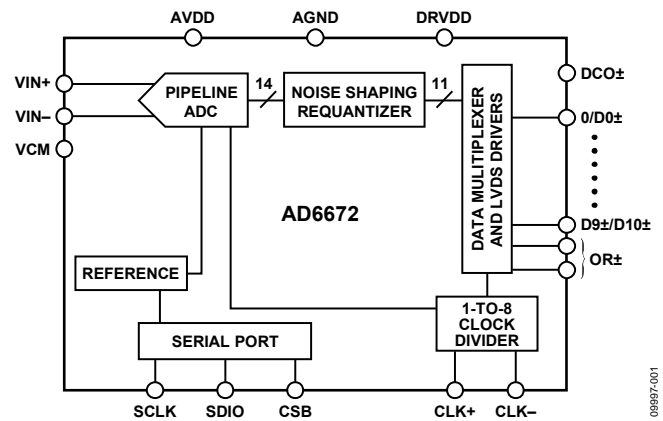 AVDD AGND DRVDD
VIN+
VIN–
VCM
PIPELINE
ADC
14
NOISE SHAPING
REQUANTIZER
11
DATA MULITIPLEXER
AND LVDS DRIVERS
DCO±
0/D0±
D9±/D10±
OR±
AD6672
REFERENCE
SERIAL PORT
1-TO-8
CLOCK
DIVIDER
SCLK SDIO CSB CLK+ CLK–
09997-001